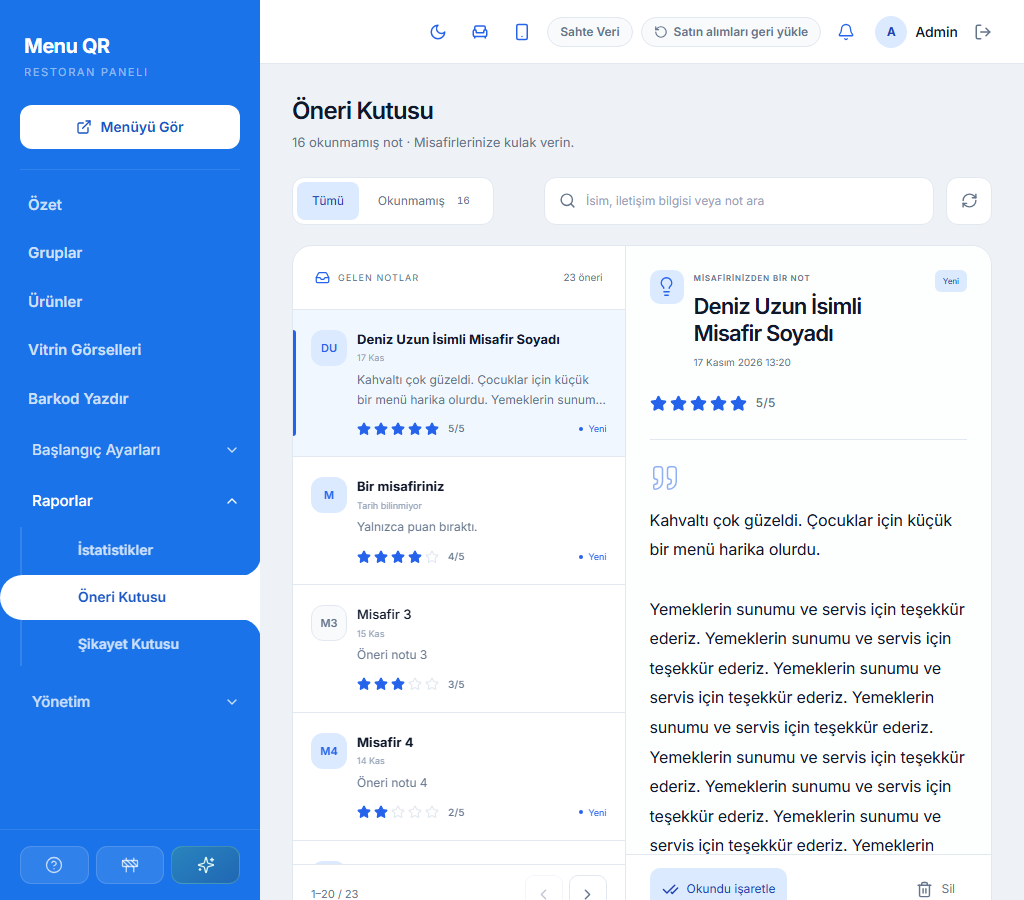 Menu QR
RESTORAN PANELI
Menüyü Gör
Özet
Gruplar
Ürünler
Vitrin Görselleri
Barkod Yazdır
Başlangıç Ayarları
Raporlar
İstatistikler
Öneri Kutusu
Şikayet Kutusu
Yönetim
Sahte Veri
Satın alımları geri yükle
A
Admin
Öneri Kutusu
16 okunmamış not · Misafirlerinize kulak verin.
Tümü
Okunmamış 16
İsim, iletişim bilgisi veya not ara
GELEN NOTLAR
23 öneri
DU
Deniz Uzun İsimli Misafir Soyadı
17 Kas
Kahvaltı çok güzeldi. Çocuklar için küçük
bir menü harika olurdu. Yemeklerin sunum...
5/5
Yeni
M
Bir misafiriniz
Tarih bilinmiyor
Yalnızca puan bıraktı.
4/5
Yeni
M3
Misafir 3
15 Kas
Öneri notu 3
3/5
M4
Misafir 4
14 Kas
Öneri notu 4
2/5
Yeni
1–20 / 23
MİSAFİRİNİZDEN BİR NOT
Yeni
Deniz Uzun İsimli
Misafir Soyadı
17 Kasım 2026 13:20
5/5
Kahvaltı çok güzeldi. Çocuklar için küçük
bir menü harika olurdu.
Yemeklerin sunumu ve servis için teşekkür
ederiz. Yemeklerin sunumu ve servis için
teşekkür ederiz. Yemeklerin sunumu ve
servis için teşekkür ederiz. Yemeklerin
sunumu ve servis için teşekkür ederiz.
Yemeklerin sunumu ve servis için teşekkür
ederiz. Yemeklerin sunumu ve servis için
teşekkür ederiz. Yemeklerin sunumu ve
servis için teşekkür ederiz. Yemeklerin
Okundu işaretle
Sil